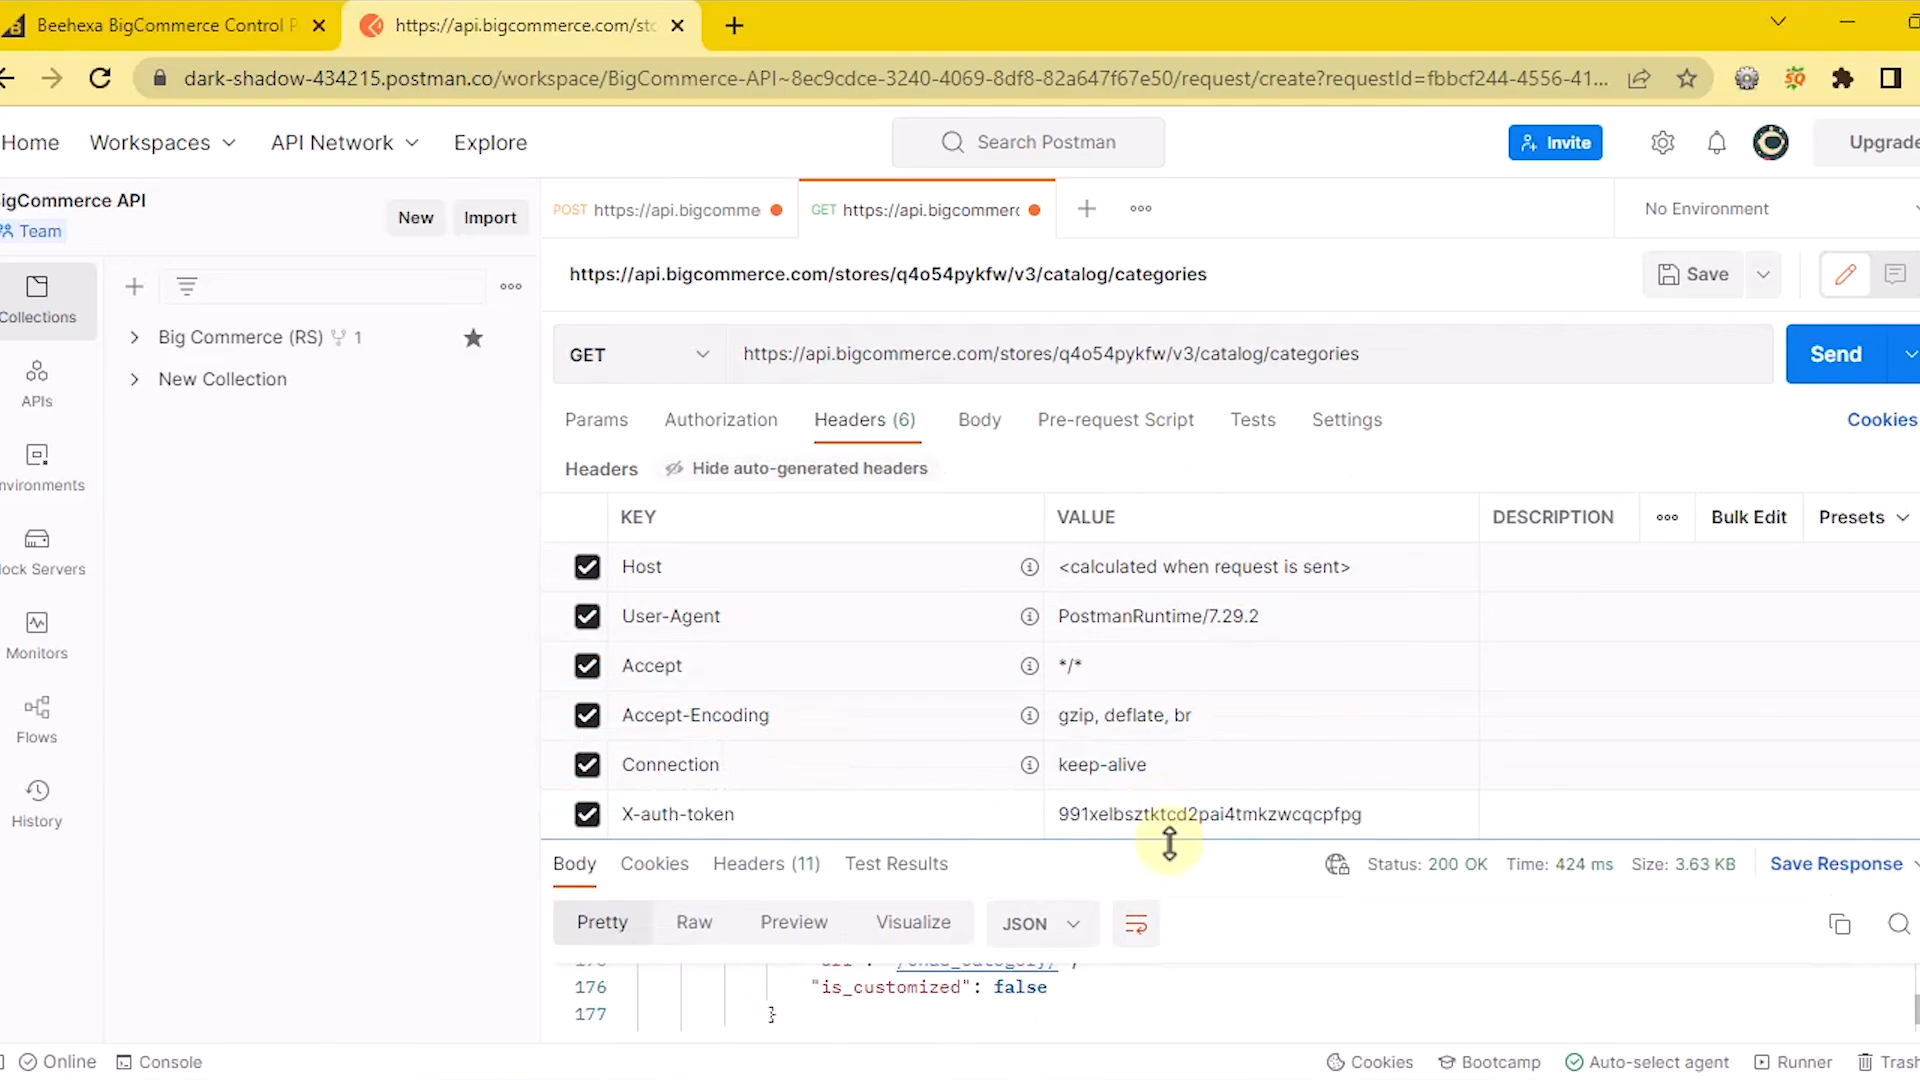 Beehexa BigCommerce Control P
https://api.bigcommerce.com/sto
dark-shadow-434215.postman.co/workspace/BigCommerce-API~8ec9cdce-3240-4069-8df8-82a647f67e50/request/create?requestId=fbbcf244-4556-41...
Home
Workspaces
API Network
Explore
Search Postman
Invite
Upgrade
igCommerce API
Team
New
Import
POST https://api.bigcomme
GET https://api.bigcommerc
No Environment
https://api.bigcommerce.com/stores/q4o54pykfw/v3/catalog/categories
Save
Collections
Big Commerce (RS) 1
New Collection
APIs
nvironments
lock Servers
Monitors
Flows
History
GET
https://api.bigcommerce.com/stores/q4o54pykfw/v3/catalog/categories
Send
Params
Authorization
Headers (6)
Body
Pre-request Script
Tests
Settings
Cookies
Headers
Hide auto-generated headers
KEY
VALUE
DESCRIPTION
Bulk Edit
Presets
Host
<calculated when request is sent>
User-Agent
PostmanRuntime/7.29.2
Accept
*/*
Accept-Encoding
gzip, deflate, br
Connection
keep-alive
X-auth-token
991xelbsztktcd2pai4tmkzwcqcpfpg
Body
Cookies
Headers (11)
Test Results
Status: 200 OK
Time: 424 ms
Size: 3.63 KB
Save Response
Pretty
Raw
Preview
Visualize
JSON
176 "is_customized": false
177 }
Online
Console
Cookies
Bootcamp
Auto-select agent
Runner
Trash